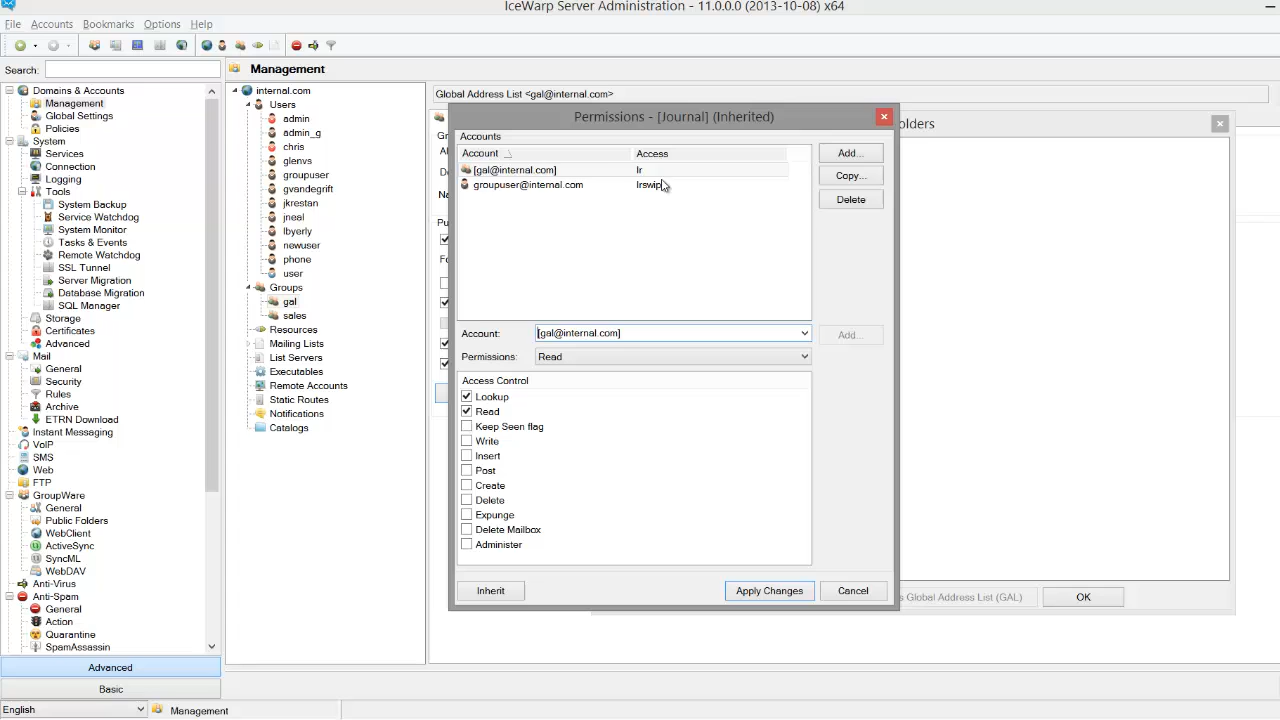 IceWarp Server Administration - 11.0.0.0 (2013-10-08) x64
File Accounts Bookmarks Options Help
Search:
Management
Domains & Accounts
Management
Global Settings
Policies
System
Services
Connection
Logging
Tools
System Backup
Service Watchdog
System Monitor
Tasks & Events
Remote Watchdog
SSL Tunnel
Server Migration
Database Migration
SQL Manager
Storage
Certificates
Advanced
Mail
General
Security
Rules
Archive
ETRN Download
Instant Messaging
VoIP
SMS
Web
FTP
GroupWare
General
Public Folders
WebClient
ActiveSync
SyncML
WebDAV
Anti-Virus
Anti-Spam
General
Action
Quarantine
SpamAssassin
Advanced
Basic
English
Management
internal.com
Users
admin
admin_g
chris
glenvs
groupuser
gvandegrift
jkrestan
jneal
lbyerly
newuser
phone
user
Groups
gal
sales
Resources
Mailing Lists
List Servers
Executables
Remote Accounts
Static Routes
Notifications
Catalogs
Global Address List <gal@internal.com>
Permissions - [Journal] (Inherited)
Accounts
Account Access
[gal@internal.com] lr
groupuser@internal.com lrswip
Add...
Copy...
Delete
Account: [gal@internal.com] Add...
Permissions: Read
Access Control
Lookup
Read
Keep Seen flag
Write
Insert
Post
Create
Delete
Expunge
Delete Mailbox
Administer
Inherit Apply Changes Cancel
olders
s Global Address List (GAL) OK